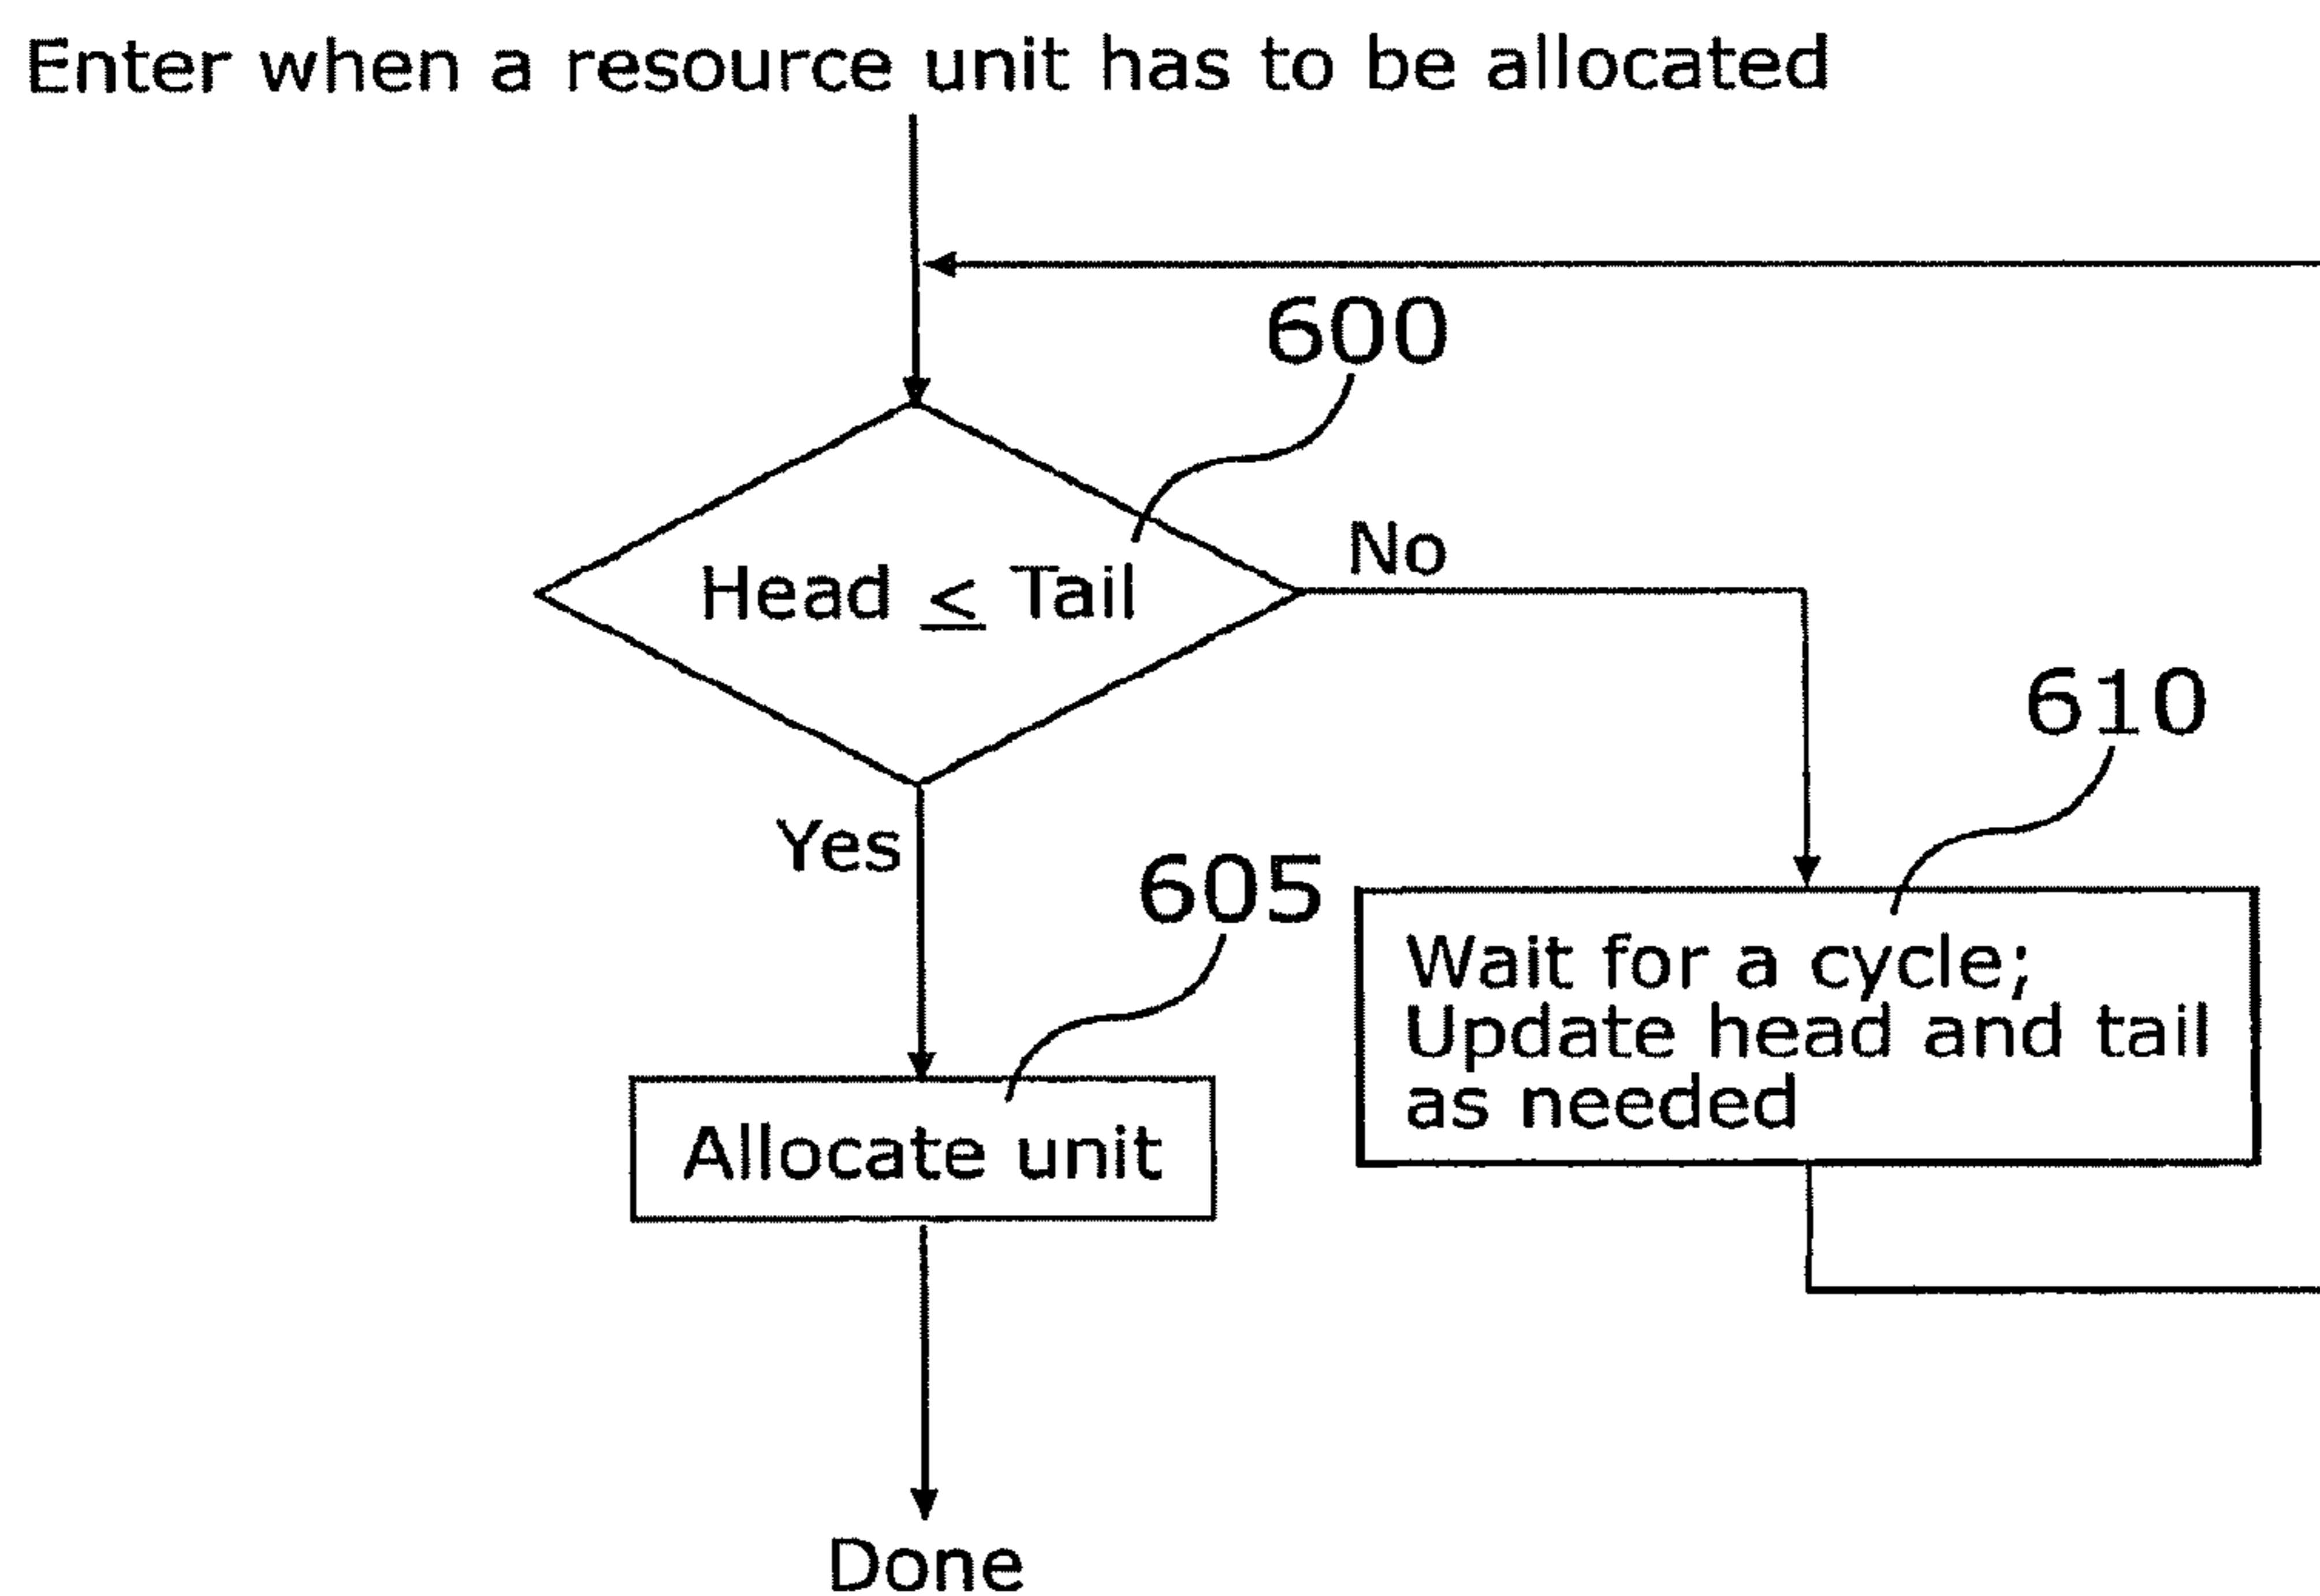 Enter when a resource unit has to be allocated
600
Head ≤ Tail
No
610
Yes
605
Wait for a cycle;
Update head and tail
as needed
Allocate unit
Done